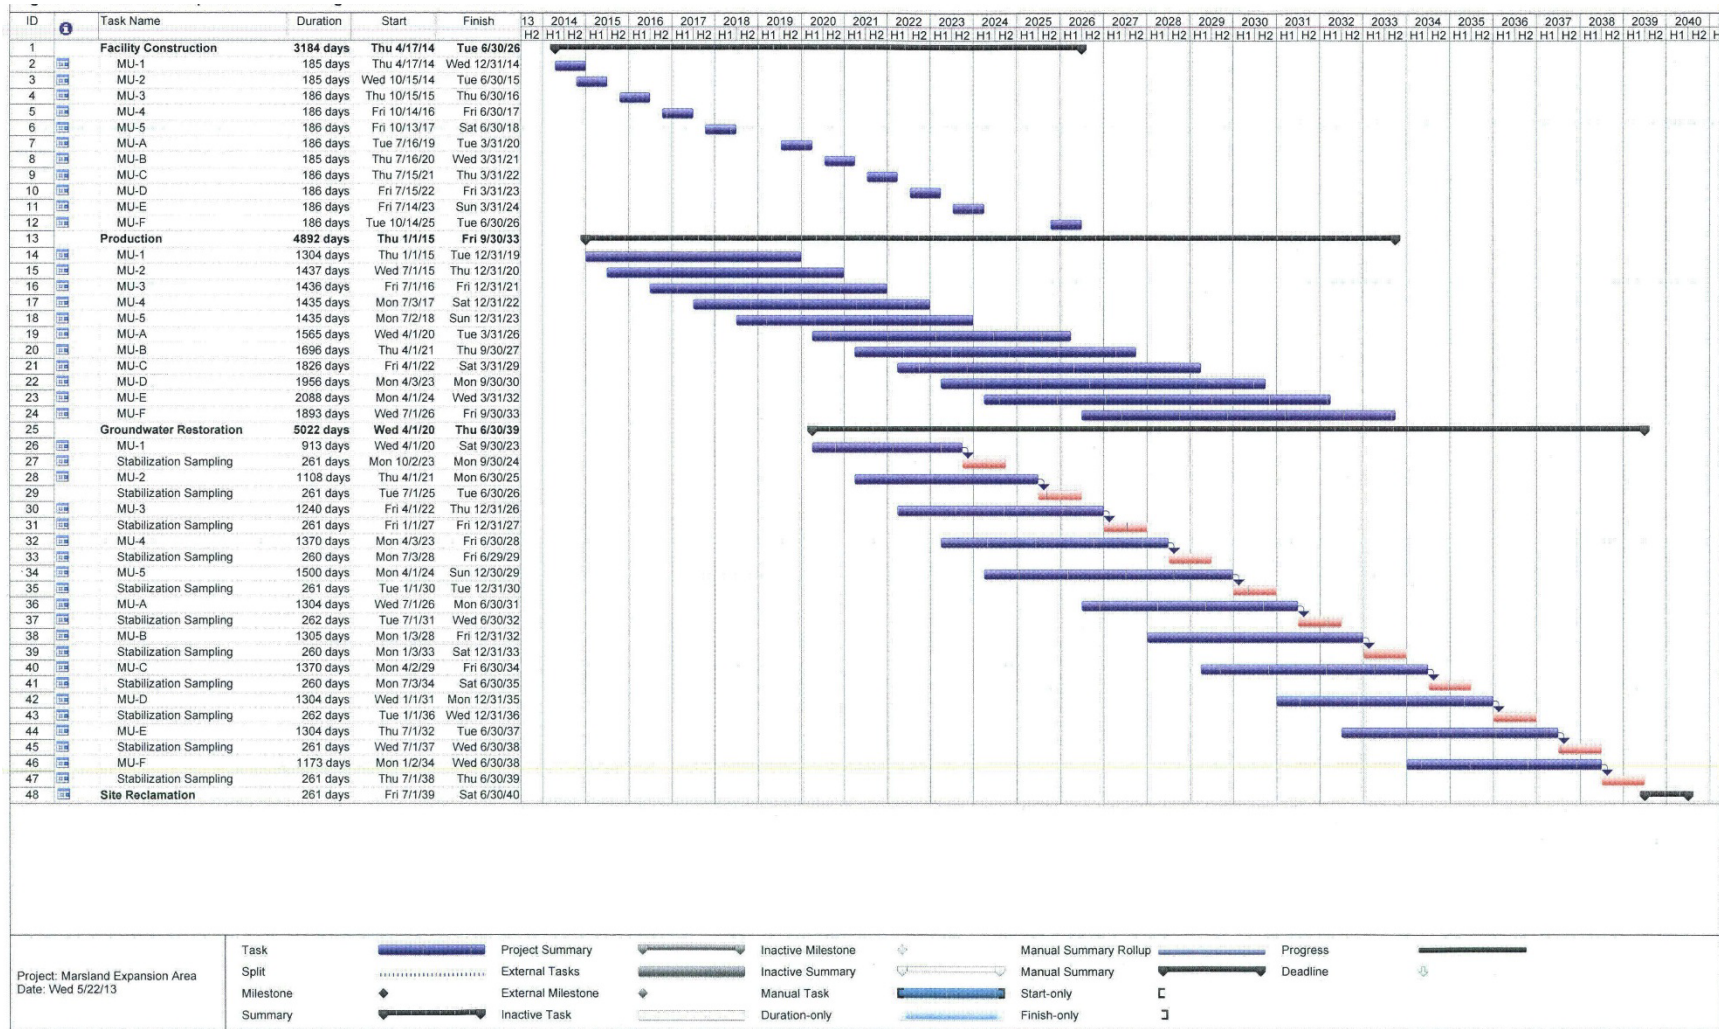 ID Task Name Duration Start Finish 13 2014 2015 2016 2017 2018 2019 2020 2021 2022 2023 2024 2025 2026 2027 2028 2029 2030 2031 2032 2033 2034 2035 2036 2037 2038 2039 2040
H2 H1 H2 H1 H2 H1 H2 H1 H2 H1 H2 H1 H2 H1 H2 H1 H2 H1 H2 H1 H2 H1 H2 H1 H2 H1 H2 H1 H2 H1 H2 H1 H2 H1 H2 H1 H2 H1 H2 H1 H2 H1 H2 H1 H2 H1 H2 H1 H2 H1 H2 H1 H2 H1 H2
1 Facility Construction 3184 days Thu 4/17/14 Tue 6/30/26
2 MU-1 185 days Thu 4/17/14 Wed 12/31/14
3 MU-2 185 days Wed 10/15/14 Tue 6/30/15
4 MU-3 186 days Thu 10/15/15 Thu 6/30/16
5 MU-4 186 days Fri 10/14/16 Fri 6/30/17
6 MU-5 186 days Fri 10/13/17 Sat 6/30/18
7 MU-A 186 days Tue 7/16/19 Tue 3/31/20
8 MU-B 185 days Thu 7/16/20 Wed 3/31/21
9 MU-C 186 days Thu 7/15/21 Thu 3/31/22
10 MU-D 186 days Fri 7/15/22 Fri 3/31/23
11 MU-E 186 days Fri 7/14/23 Sun 3/31/24
12 MU-F 186 days Tue 10/14/25 Tue 6/30/26
13 Production 4892 days Thu 1/1/15 Fri 9/30/33
14 MU-1 1304 days Thu 1/1/15 Tue 12/31/19
15 MU-2 1437 days Wed 7/1/15 Thu 12/31/20
16 MU-3 1436 days Fri 7/1/16 Fri 12/31/21
17 MU-4 1435 days Mon 7/3/17 Sat 12/31/22
18 MU-5 1435 days Mon 7/2/18 Sun 12/31/23
19 MU-A 1565 days Wed 4/1/20 Tue 3/31/26
20 MU-B 1696 days Thu 4/1/21 Thu 9/30/27
21 MU-C 1826 days Fri 4/1/22 Sat 3/31/29
22 MU-D 1956 days Mon 4/3/23 Mon 9/30/30
23 MU-E 2088 days Mon 4/1/24 Wed 3/31/32
24 MU-F 1893 days Wed 7/1/26 Fri 9/30/33
25 Groundwater Restoration 5022 days Wed 4/1/20 Thu 6/30/39
26 MU-1 913 days Wed 4/1/20 Sat 9/30/23
27 Stabilization Sampling 261 days Mon 10/2/23 Mon 9/30/24
28 MU-2 1108 days Thu 4/1/21 Mon 6/30/25
29 Stabilization Sampling 261 days Tue 7/1/25 Tue 6/30/26
30 MU-3 1240 days Fri 4/1/22 Thu 12/31/26
31 Stabilization Sampling 261 days Fri 1/1/27 Fri 12/31/27
32 MU-4 1370 days Mon 4/3/23 Fri 6/30/28
33 Stabilization Sampling 260 days Mon 7/3/28 Fri 6/29/29
34 MU-5 1500 days Mon 4/1/24 Sun 12/30/29
35 Stabilization Sampling 261 days Tue 1/1/30 Tue 12/31/30
36 MU-A 1304 days Wed 7/1/26 Mon 6/30/31
37 Stabilization Sampling 262 days Tue 7/1/31 Wed 6/30/32
38 MU-B 1305 days Mon 1/3/28 Fri 12/31/32
39 Stabilization Sampling 260 days Mon 1/3/33 Sat 12/31/33
40 MU-C 1370 days Mon 4/2/29 Fri 6/30/34
41 Stabilization Sampling 260 days Mon 7/3/34 Sat 6/30/35
42 MU-D 1304 days Wed 1/1/31 Mon 12/31/35
43 Stabilization Sampling 262 days Tue 1/1/36 Wed 12/31/36
44 MU-E 1304 days Thu 7/1/32 Tue 6/30/37
45 Stabilization Sampling 261 days Wed 7/1/37 Wed 6/30/38
46 MU-F 1173 days Mon 1/2/34 Wed 6/30/38
47 Stabilization Sampling 261 days Thu 7/1/38 Thu 6/30/39
48 Site Reclamation 261 days Fri 7/1/39 Sat 6/30/40
Project: Marsland Expansion Area
Date: Wed 5/22/13
Task Project Summary Inactive Milestone Manual Summary Rollup Progress
Split External Tasks Inactive Summary Manual Summary Deadline
Milestone External Milestone Manual Task Start-only
Summary Inactive Task Duration-only Finish-only